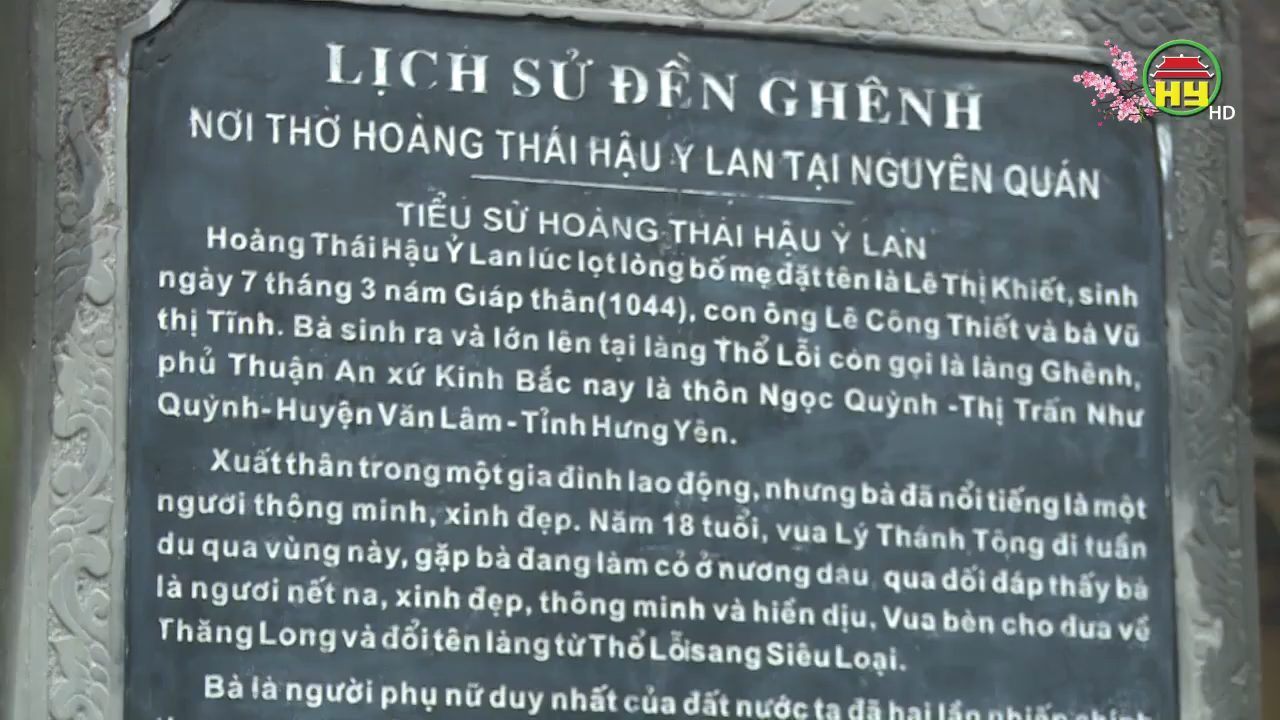 LỊCH SỬ ĐỀN GHÊNH
NƠI THỜ HOÀNG THÁI HẬU Ỷ LAN TẠI NGUYÊN QUÁN
TIỂU SỬ HOÀNG THÁI HẬU Ỷ LAN
Hoàng Thái Hậu Ỷ Lan lúc lọt lòng bố mẹ đặt tên là Lê Thị Khiết, sinh
ngày 7 tháng 3 năm Giáp thân(1044), con ông Lê Công Thiết và bà Vũ
thị Tĩnh. Bà sinh ra và lớn lên tại làng Thổ Lỗi còn gọi là làng Ghênh,
phủ Thuận An xứ Kinh Bắc nay là thôn Ngọc Quỳnh -Thị Trấn Như
Quỳnh-Huyện Văn Lâm-Tỉnh Hưng Yên.
Xuất thân trong một gia đình lao động, nhưng bà đã nổi tiếng là một
người thông minh, xinh đẹp. Năm 18 tuổi, vua Lý Thánh Tông đi tuần
du qua vùng này, gặp bà đang làm cỏ ở nương dâu, qua đối đáp thấy bà
là người nết na, xinh đẹp, thông minh và hiền dịu. Vua bèn cho đưa về
Thăng Long và đổi tên làng từ Thổ Lỗi sang Siêu Loại.
Bà là người phụ nữ duy nhất của đất nước ta đã hai lần nhiếp chính
HY
HD